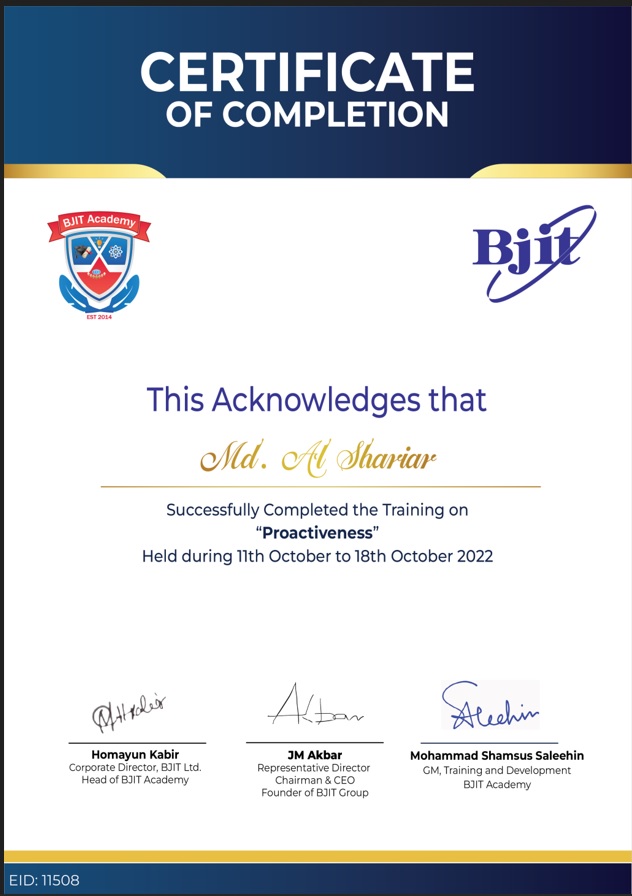 CERTIFICATE
OF COMPLETION
BJIT Academy
EST 2014
Bjit
This Acknowledges that
Md. Al Shariar
Successfully Completed the Training on
“Proactiveness”
Held during 11th October to 18th October 2022
Akbar
Saleehin
Homayun Kabir
Corporate Director, BJIT Ltd.
Head of BJIT Academy
JM Akbar
Representative Director
Chairman & CEO
Founder of BJIT Group
Mohammad Shamsus Saleehin
GM, Training and Development
BJIT Academy
EID: 11508